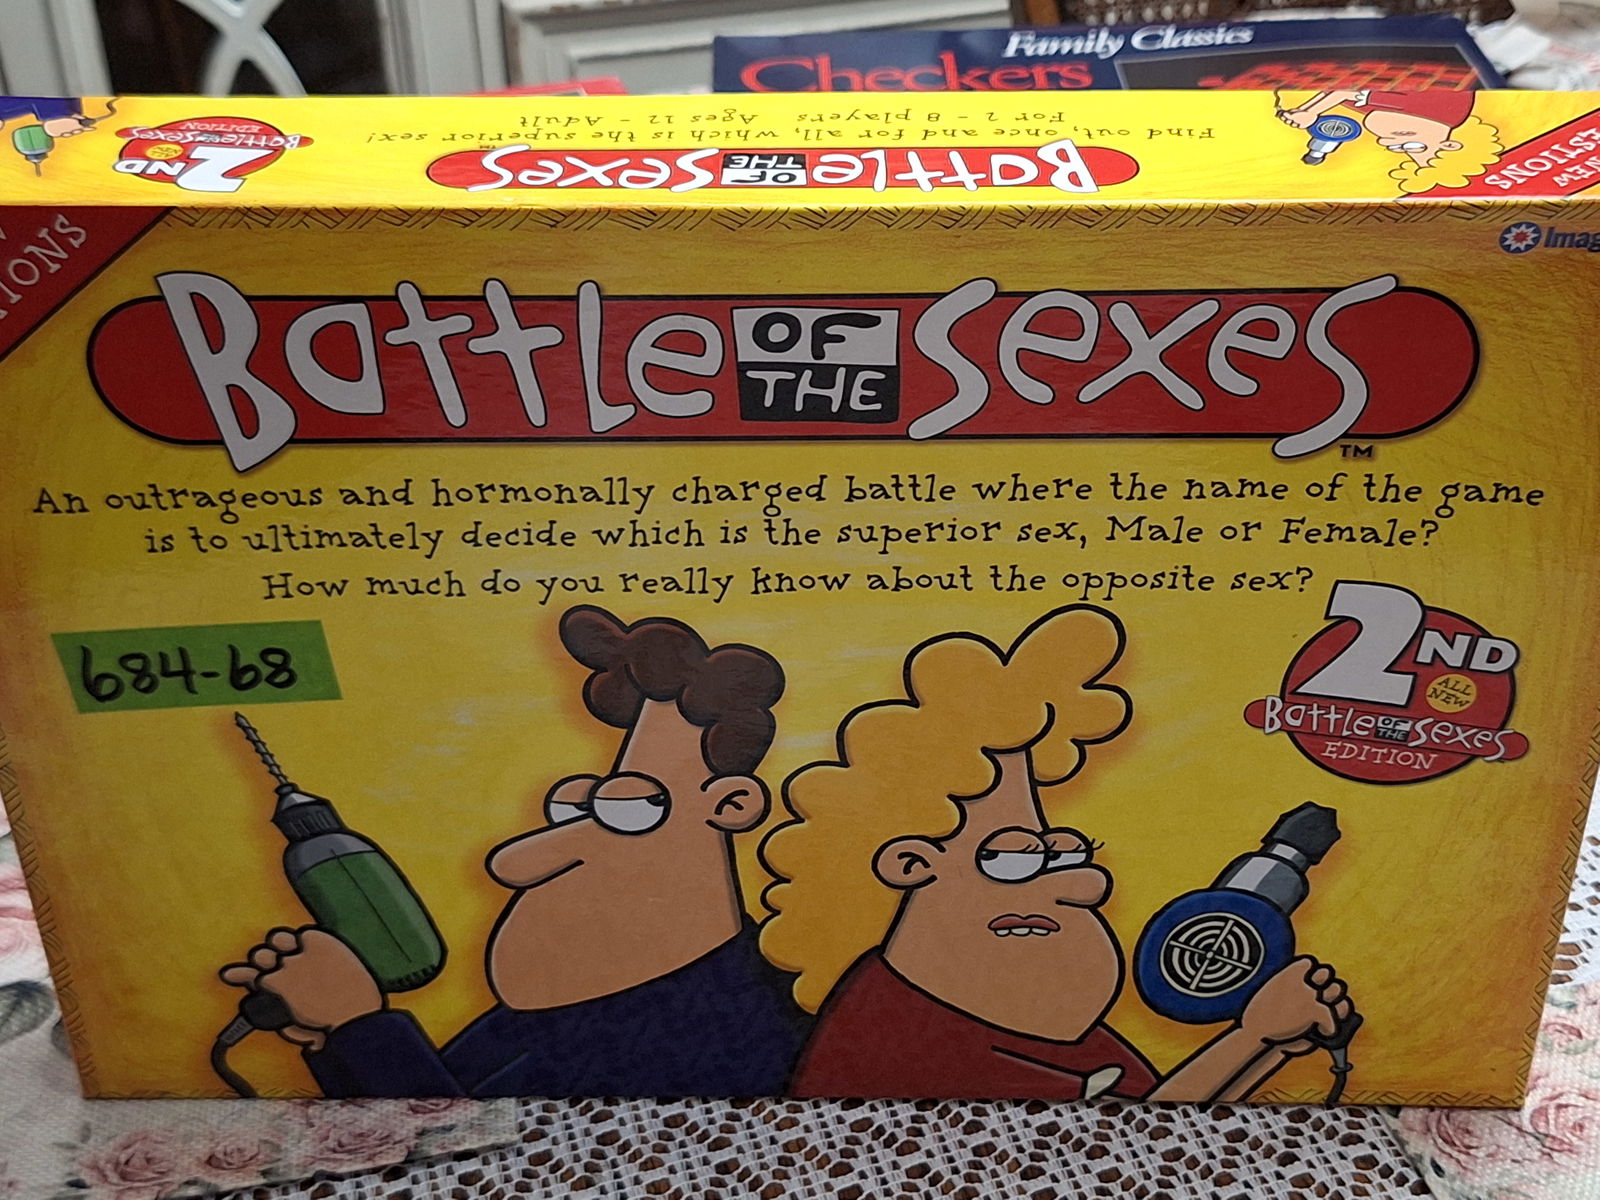 Family Classics
Checkers
For 2 - 8 players Ages 12 - Adult
Find out, once and for all, which is the superior sex!
Battle OF THE Sexes™
2ND
ALL NEW
Battle OF THE Sexes
EDITION
Battle OF THE Sexes™
An outrageous and hormonally charged battle where the name of the game
is to ultimately decide which is the superior sex, Male or Female?
How much do you really know about the opposite sex?
684-68
2ND
ALL
NEW
Battle OF THE Sexes
EDITION